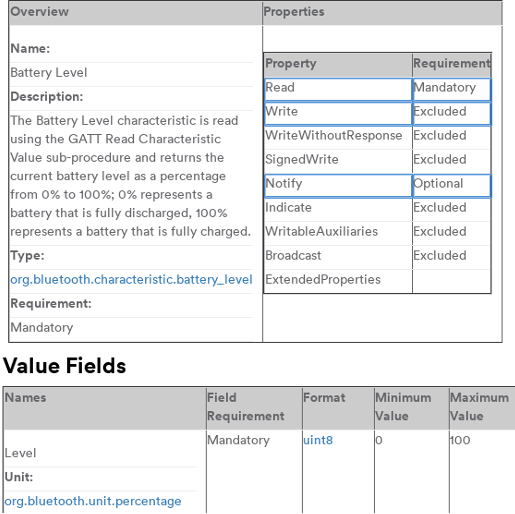 Overview
Properties
Name:
Battery Level
Description:
The Battery Level characteristic is read
using the GATT Read Characteristic
Value sub-procedure and returns the
current battery level as a percentage
from 0% to 100%; 0% represents a
battery that is fully discharged, 100%
represents a battery that is fully charged.
Type:
org.bluetooth.characteristic.battery_level
Requirement:
Mandatory
Property Requirement
Read Mandatory
Write Excluded
WriteWithoutResponse Excluded
SignedWrite Excluded
Notify Optional
Indicate Excluded
WritableAuxiliaries Excluded
Broadcast Excluded
ExtendedProperties
Value Fields
Names Field Requirement Format Minimum Value Maximum Value
Level Mandatory uint8 0 100
Unit:
org.bluetooth.unit.percentage